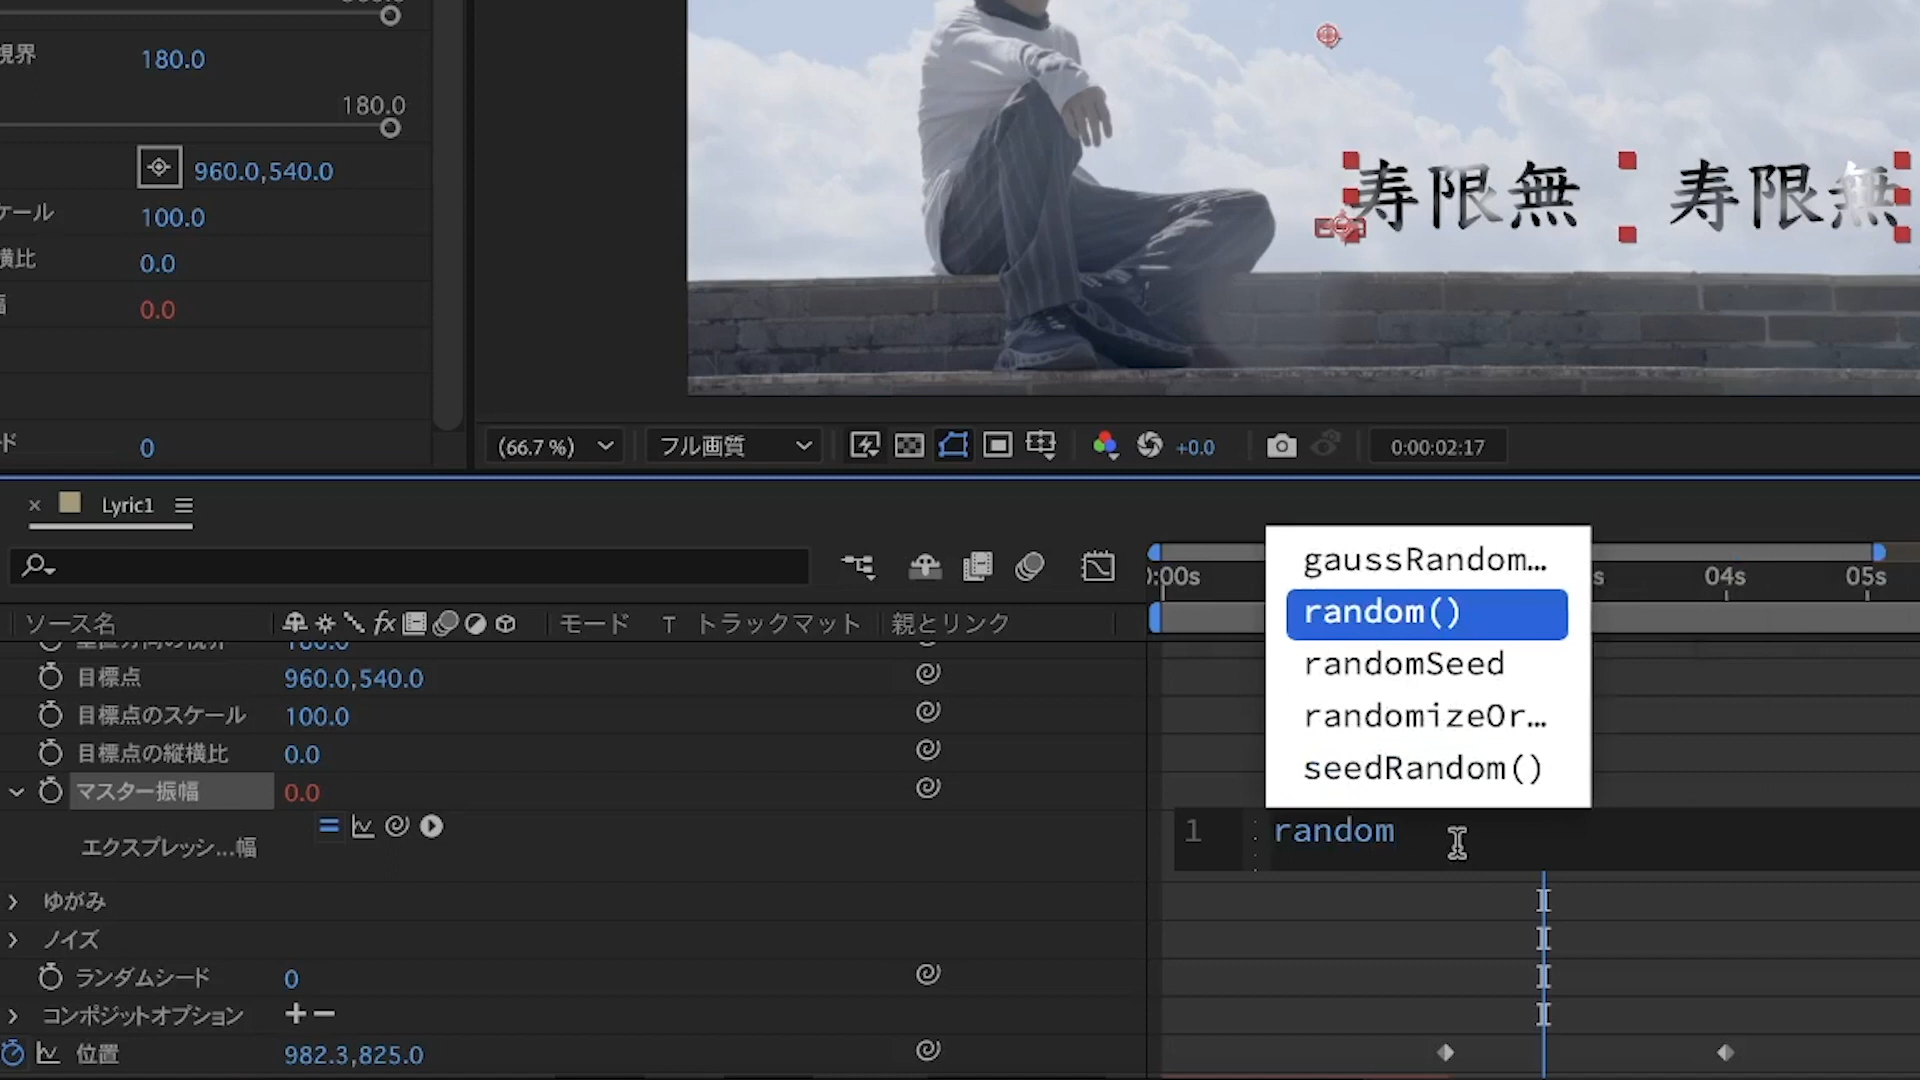 視界
180.0
180.0
960.0,540.0
ケール
100.0
横比
0.0
幅
0.0
ド
0
寿限無 寿限無
(66.7 %)
フル画質
+0.0
0:00:02:17
× Lyric1
ソース名
fx
モード
T トラックマット
親とリンク
:00s
s
04s
05s
目標点
960.0,540.0
目標点のスケール
100.0
目標点の縦横比
0.0
マスター振幅
0.0
エクスプレッシ...幅
gaussRandom...
random()
randomSeed
randomizeOr...
seedRandom()
1
random
ゆがみ
ノイズ
ランダムシード
0
コンポジットオプション
+−
位置
982.3,825.0